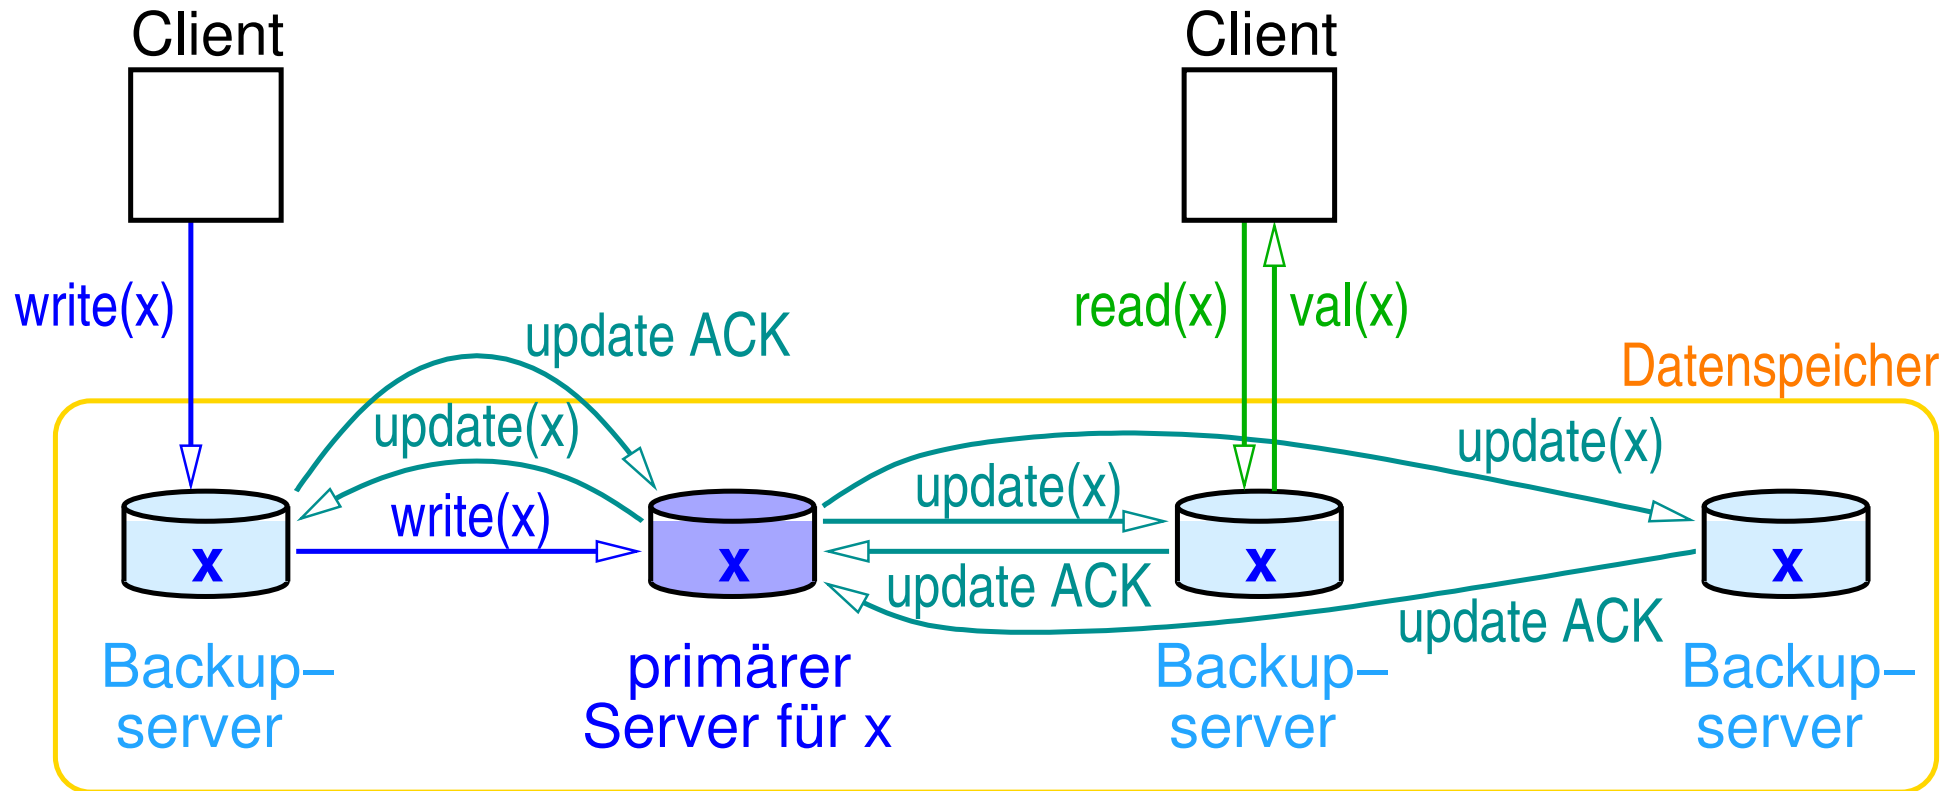 Client
Client
write(x)
read(x)
val(x)
update ACK
Datenspeicher
update(x)
update(x)
update(x)
write(x)
x
x
x
x
update ACK
update ACK
Backup–
server
primärer
Server für x
Backup–
server
Backup–
server